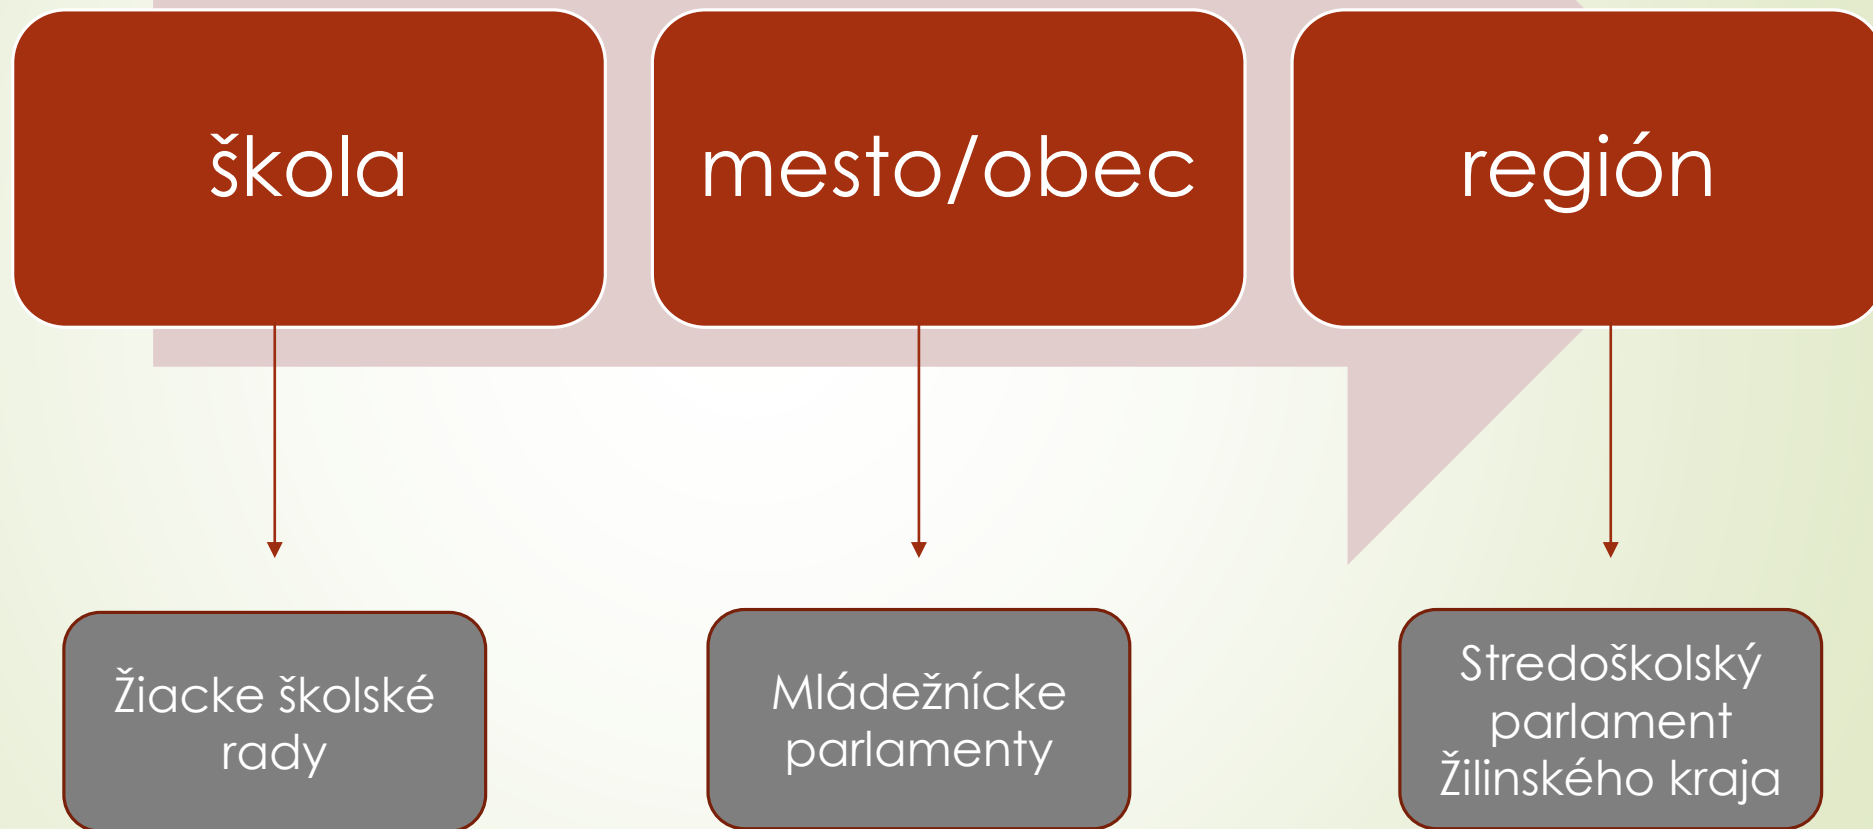 škola
mesto/obec
región
Žiacke školské
rady
Mládežnícke
parlamenty
Stredoškolský
parlament
Žilinského kraja